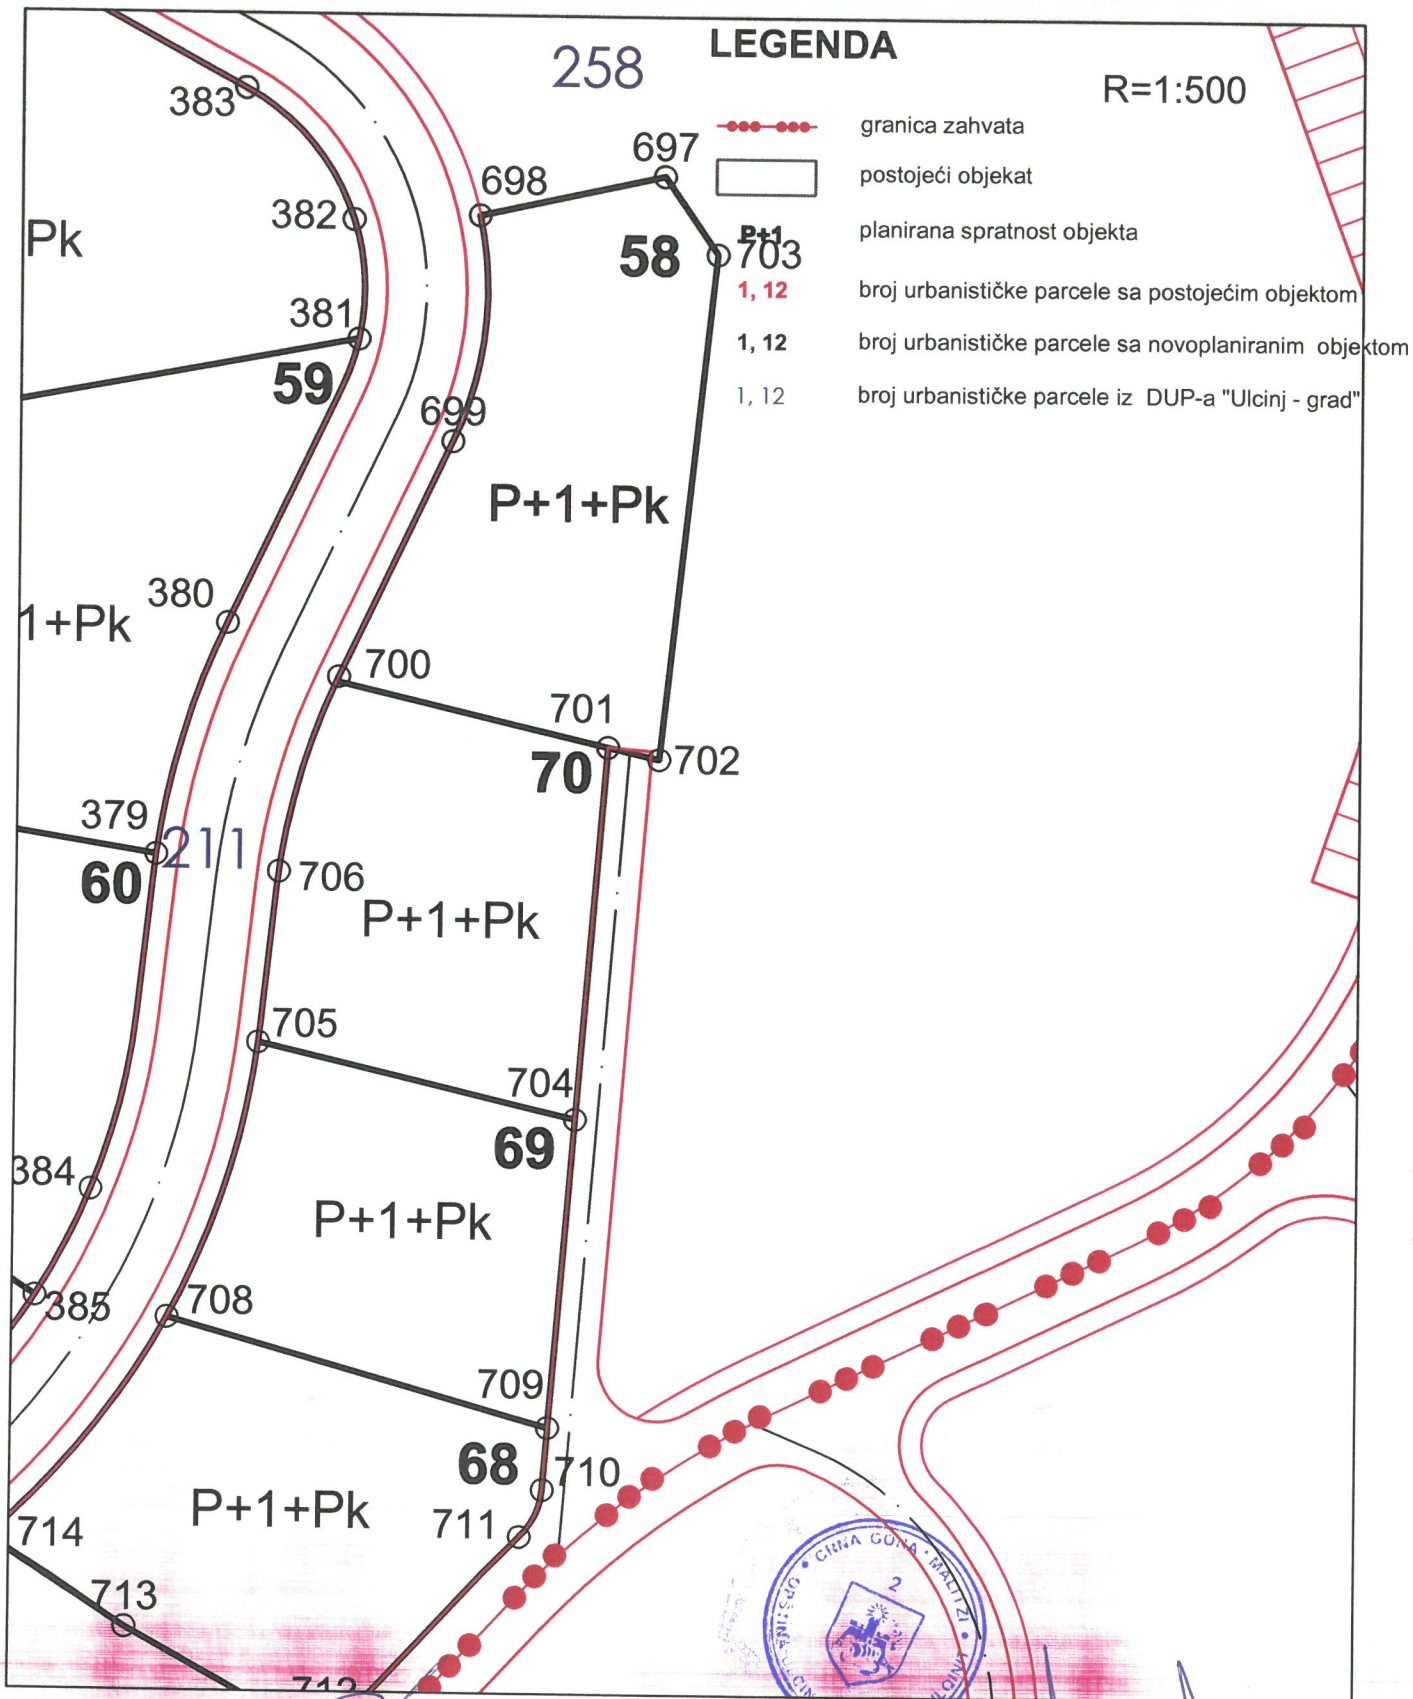 LEGENDA
258
R=1:500
383
granica zahvata
697
postojeći objekat
698
382
Pk
58
P+1
planirana spratnost objekta
703
1, 12
broj urbanističke parcele sa postojećim objektom
381
1, 12
broj urbanističke parcele sa novoplaniranim objektom
59
1, 12
broj urbanističke parcele iz DUP-a "Ulcinj - grad"
699
P+1+Pk
380
1+Pk
700
701
70
702
379
211
60
706
P+1+Pk
705
704
69
384
P+1+Pk
385
708
709
68
710
P+1+Pk
711
714
CRNA GORA • MALI I ZI •
2
713
712